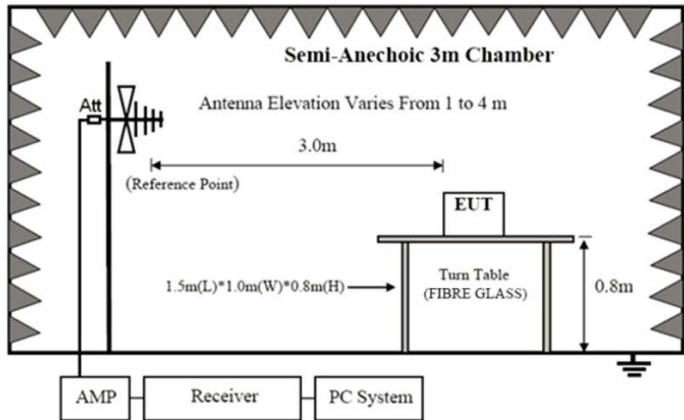 Semi-Anechoic 3m Chamber
Att
Antenna Elevation Varies From 1 to 4 m
3.0m
(Reference Point)
EUT
1.5m(L)*1.0m(W)*0.8m(H)
Turn Table
(FIBRE GLASS)
0.8m
AMP
Receiver
PC System